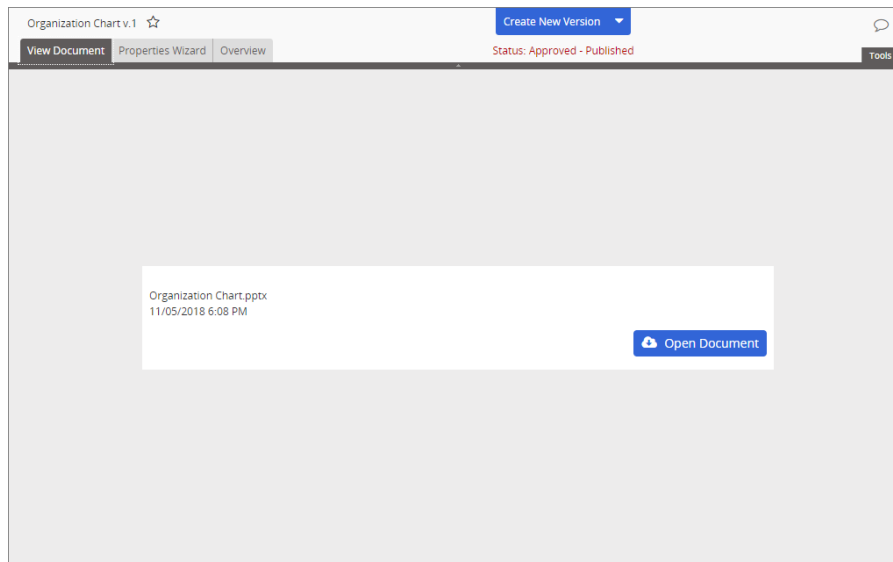 Organization Chart v.1
Create New Version
View Document
Properties Wizard
Overview
Status: Approved - Published
Tools
Organization Chart.pptx
11/05/2018 6:08 PM
Open Document